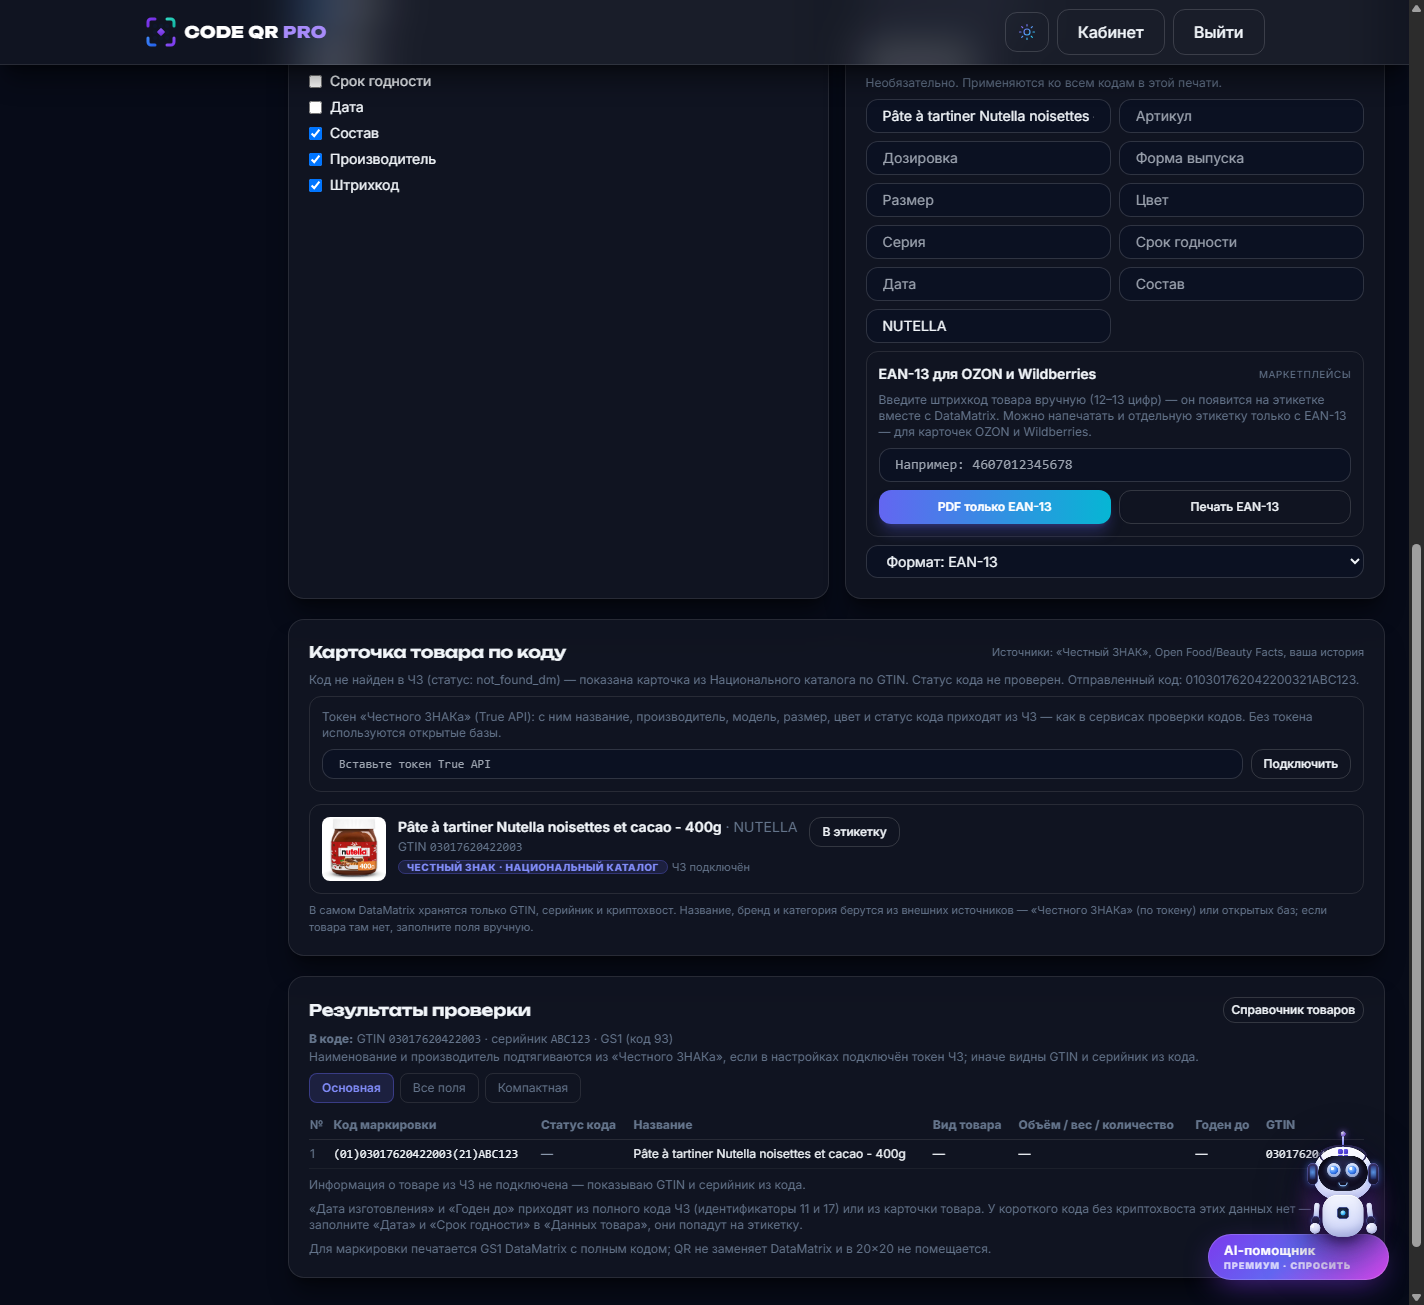 CODE QR PRO
Кабинет
Выйти
Срок годности
Дата
Состав
Производитель
Штрихкод
Необязательно. Применяются ко всем кодам в этой печати.
Pâte à tartiner Nutella noisettes
Артикул
Дозировка
Форма выпуска
Размер
Цвет
Серия
Срок годности
Дата
Состав
NUTELLA
EAN-13 для OZON и Wildberries
МАРКЕТПЛЕЙСЫ
Введите штрихкод товара вручную (12–13 цифр) — он появится на этикетке
вместе с DataMatrix. Можно напечатать и отдельную этикетку только с EAN-13
— для карточек OZON и Wildberries.
Например: 4607012345678
PDF только EAN-13
Печать EAN-13
Формат: EAN-13
Карточка товара по коду
Источники: «Честный ЗНАК», Open Food/Beauty Facts, ваша история
Код не найден в ЧЗ (статус: not_found_dm) — показана карточка из Национального каталога по GTIN. Статус кода не проверен. Отправленный код: 010301762042200321ABC123.
Токен «Честного ЗНАКа» (True API): с ним название, производитель, модель, размер, цвет и статус кода приходят из ЧЗ — как в сервисах проверки кодов. Без токена
используются открытые базы.
Вставьте токен True API
Подключить
nutella
400g
Pâte à tartiner Nutella noisettes et cacao - 400g · NUTELLA
В этикетку
GTIN 03017620422003
ЧЕСТНЫЙ ЗНАК · НАЦИОНАЛЬНЫЙ КАТАЛОГ
ЧЗ подключён
В самом DataMatrix хранятся только GTIN, серийник и криптохвост. Название, бренд и категория берутся из внешних источников — «Честного ЗНАКа» (по токену) или открытых баз; если
товара там нет, заполните поля вручную.
Результаты проверки
Справочник товаров
В коде: GTIN 03017620422003 · серийник ABC123 · GS1 (код 93)
Наименование и производитель подтягиваются из «Честного ЗНАКа», если в настройках подключён токен ЧЗ; иначе видны GTIN и серийник из кода.
Основная
Все поля
Компактная
№ Код маркировки Статус кода Название Вид товара Объём / вес / количество Годен до GTIN
1 (01)03017620422003(21)ABC123 — Pâte à tartiner Nutella noisettes et cacao - 400g — — — 0301762
Информация о товаре из ЧЗ не подключена — показываю GTIN и серийник из кода.
«Дата изготовления» и «Годен до» приходят из полного кода ЧЗ (идентификаторы 11 и 17) или из карточки товара. У короткого кода без криптохвоста этих данных нет —
заполните «Дата» и «Срок годности» в «Данных товара», они попадут на этикетку.
Для маркировки печатается GS1 DataMatrix с полным кодом; QR не заменяет DataMatrix и в 20×20 не помещается.
AI-помощник
ПРЕМИУМ · СПРОСИТЬ